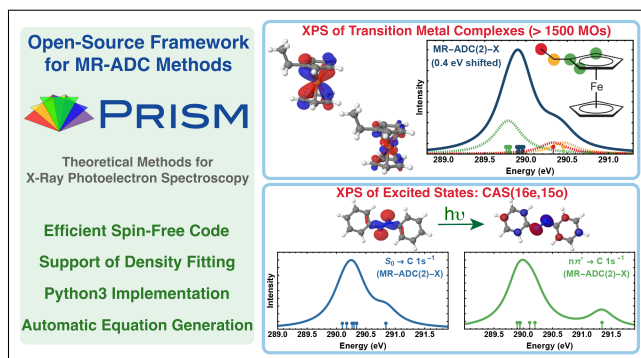 Open-Source Framework
for MR-ADC Methods
PRISM
Theoretical Methods for
X-Ray Photoelectron Spectroscopy
Efficient Spin-Free Code
Support of Density Fitting
Python3 Implementation
Automatic Equation Generation
XPS of Transition Metal Complexes (> 1500 MOs)
MR-ADC(2)-X
(0.4 eV shifted)
Fe
Intensity
289.0 289.5 290.0 290.5 291.0
Energy (eV)
XPS of Excited States: CAS(16e,15o)
hυ
S₀ → C 1s⁻¹
(MR-ADC(2)-X)
Intensity
289.0 289.5 290.0 290.5 291.0 291.5
Energy (eV)
nπ* → C 1s⁻¹
(MR-ADC(2)-X)
289.5 290.0 290.5 291.0 291.5
Energy (eV)